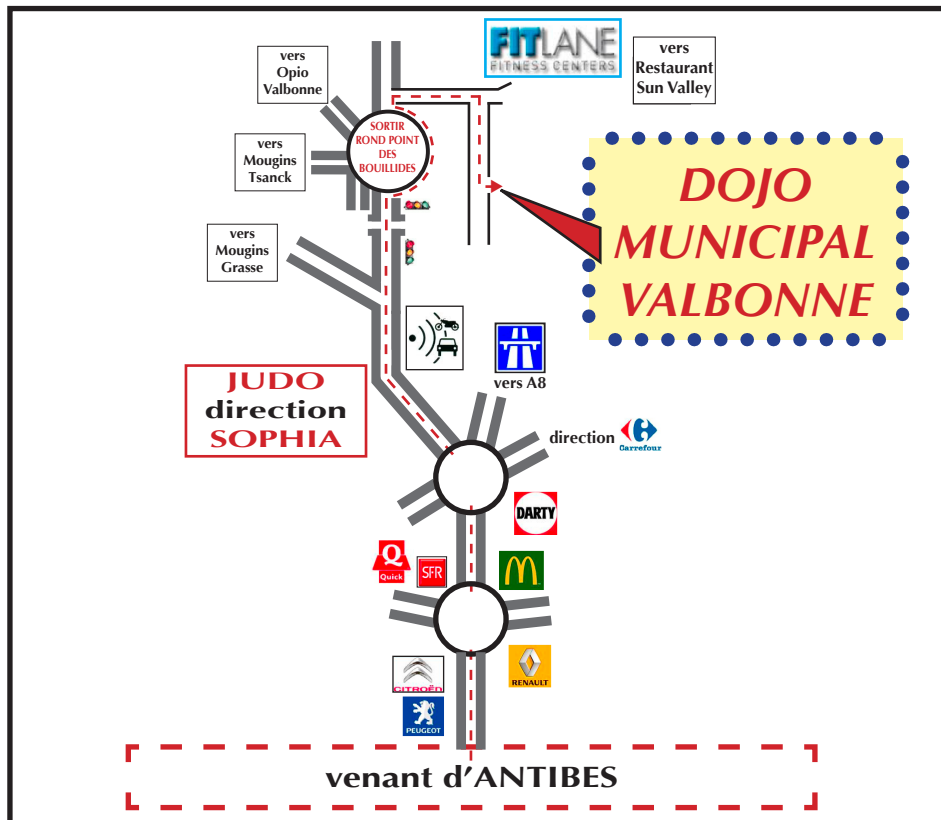 FITLANE
FITNESS CENTERS
vers
Restaurant
Sun Valley
vers
Opio
Valbonne
SORTIR
ROND POINT
DES
BOUILLIDES
vers
Mougins
Tsanck
DOJO
MUNICIPAL
VALBONNE
vers
Mougins
Grasse
vers A8
JUDO
direction
SOPHIA
direction
Carrefour
DARTY
Q
Quick
SFR
M
CITROËN
RENAULT
PEUGEOT
venant d'ANTIBES